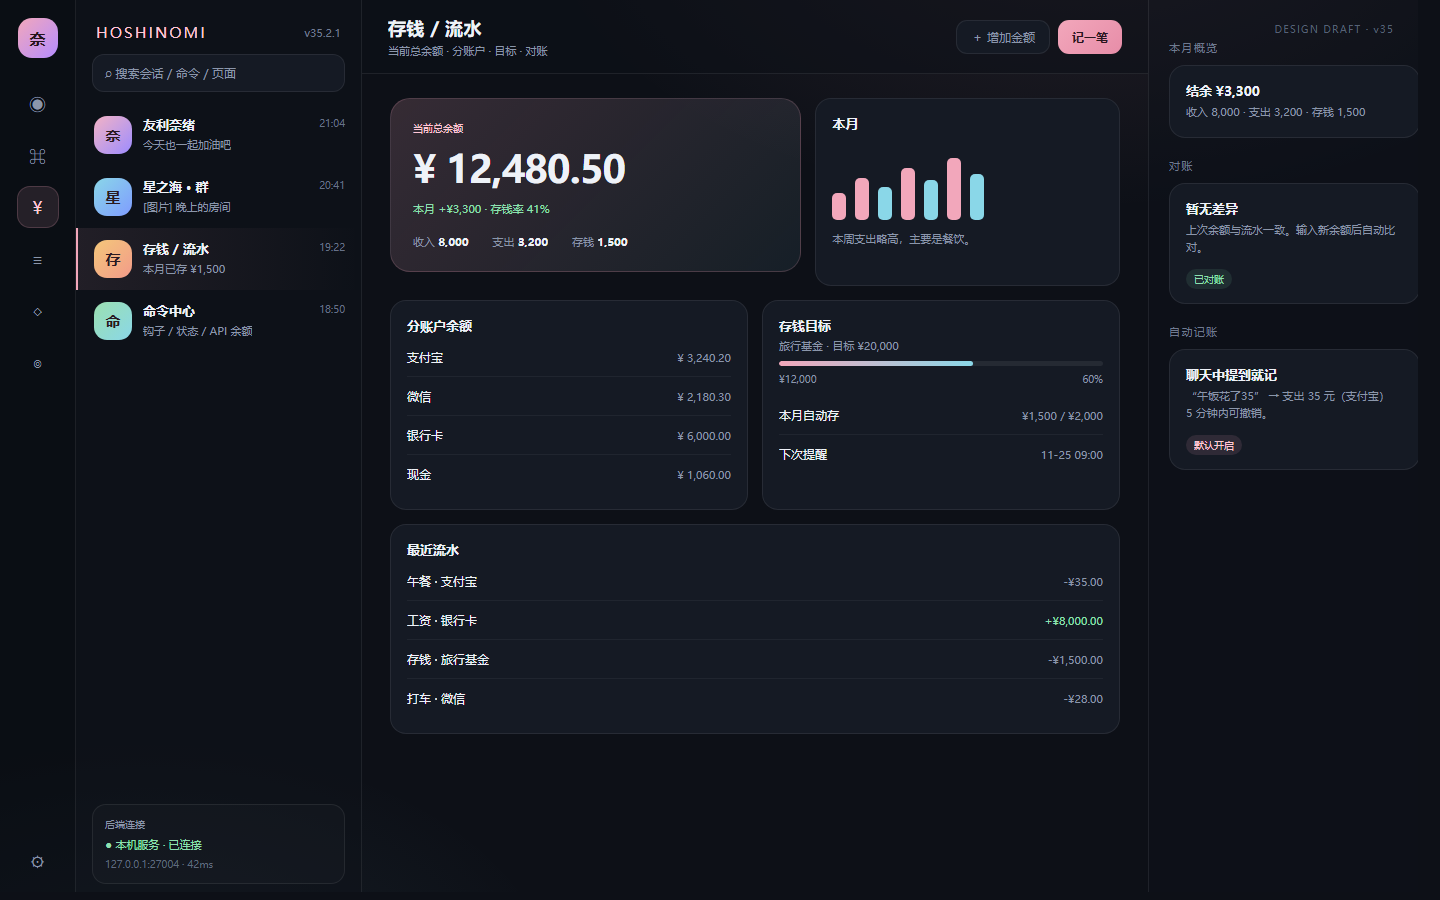 奈
◉
⌘
¥
≡
◇
◎
⚙
HOSHINOMI
v35.2.1
⌕ 搜索会话 / 命令 / 页面
奈
友利奈绪
21:04
今天也一起加油吧
星
星之海 • 群
20:41
[图片] 晚上的房间
存
存钱 / 流水
19:22
本月已存 ¥1,500
命
命令中心
18:50
钩子 / 状态 / API 余额
后端连接
● 本机服务 · 已连接
127.0.0.1:27004 · 42ms
存钱 / 流水
当前总余额 · 分账户 · 目标 · 对账
+ 增加金额
记一笔
当前总余额
¥ 12,480.50
本月 +¥3,300 · 存钱率 41%
收入 8,000
支出 3,200
存钱 1,500
本月
本周支出略高，主要是餐饮。
分账户余额
支付宝
¥ 3,240.20
微信
¥ 2,180.30
银行卡
¥ 6,000.00
现金
¥ 1,060.00
存钱目标
旅行基金 · 目标 ¥20,000
¥12,000
60%
本月自动存
¥1,500 / ¥2,000
下次提醒
11-25 09:00
最近流水
午餐 · 支付宝
-¥35.00
工资 · 银行卡
+¥8,000.00
存钱 · 旅行基金
-¥1,500.00
打车 · 微信
-¥28.00
DESIGN DRAFT · v35
本月概览
结余 ¥3,300
收入 8,000 · 支出 3,200 · 存钱 1,500
对账
暂无差异
上次余额与流水一致。输入新余额后自动比
对。
已对账
自动记账
聊天中提到就记
“午饭花了35” → 支出 35 元（支付宝）
5 分钟内可撤销。
默认开启